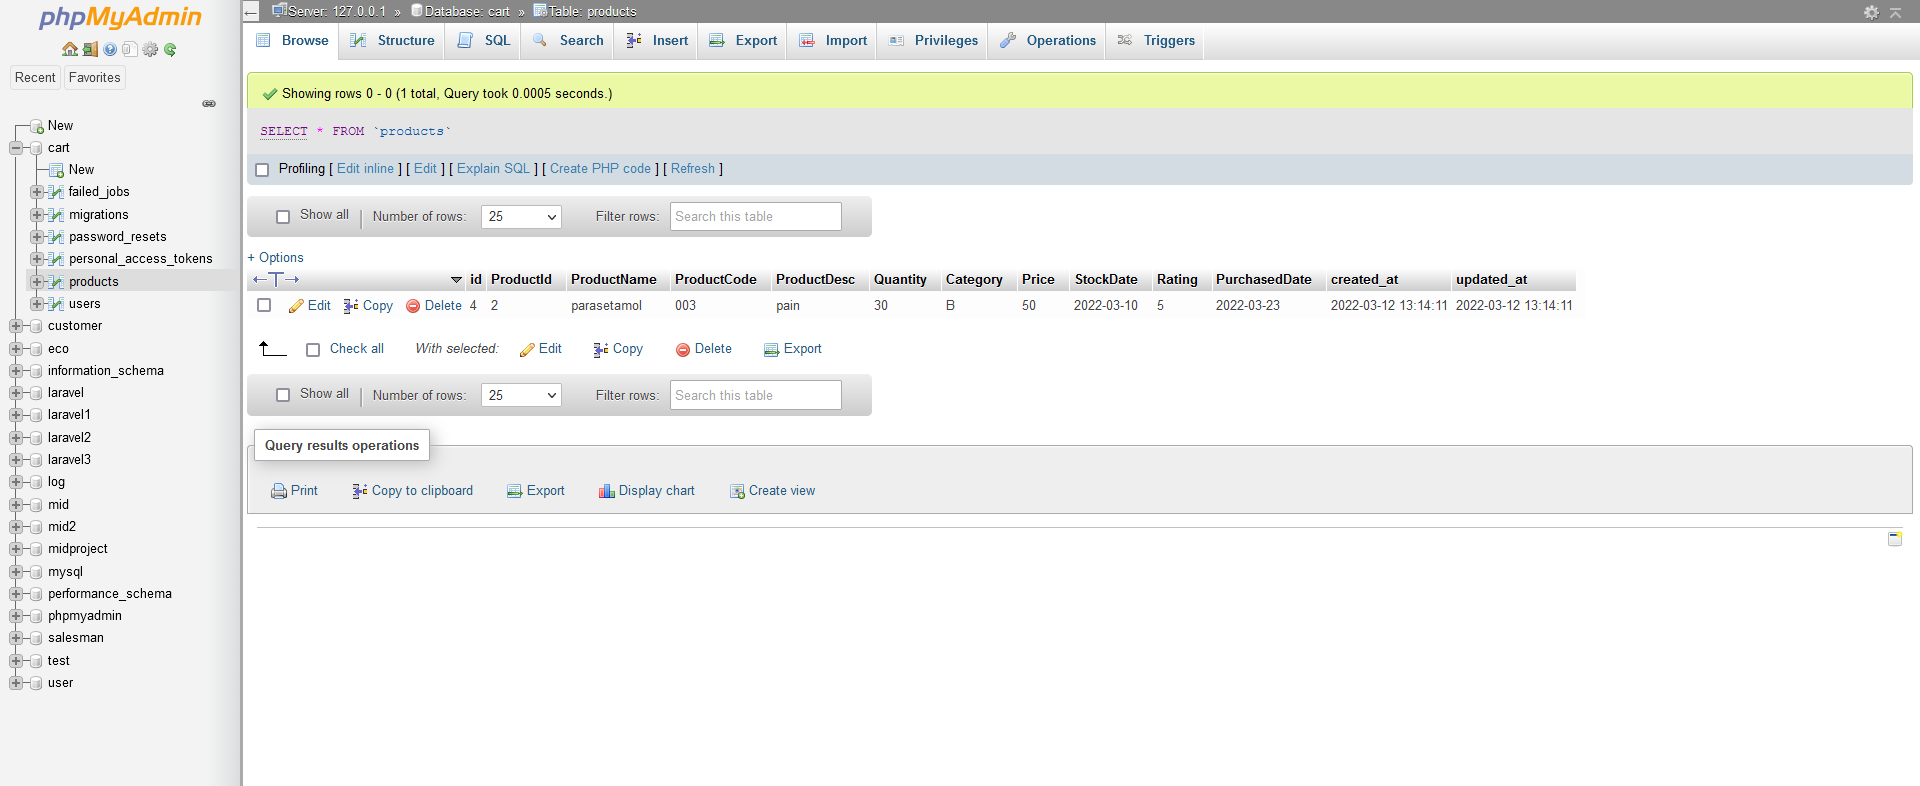 phpMyAdmin
Recent Favorites
New
cart
New
failed_jobs
migrations
password_resets
personal_access_tokens
products
users
customer
eco
information_schema
laravel
laravel1
laravel2
laravel3
log
mid
mid2
midproject
mysql
performance_schema
phpmyadmin
salesman
test
user
Server: 127.0.0.1 » Database: cart » Table: products
Browse Structure SQL Search Insert Export Import Privileges Operations Triggers
Showing rows 0 - 0 (1 total, Query took 0.0005 seconds.)
SELECT * FROM `products`
Profiling [ Edit inline ] [ Edit ] [ Explain SQL ] [ Create PHP code ] [ Refresh ]
Show all | Number of rows: 25 Filter rows: Search this table
+ Options
←T→ id ProductId ProductName ProductCode ProductDesc Quantity Category Price StockDate Rating PurchasedDate created_at updated_at
Edit Copy Delete 4 2 parasetamol 003 pain 30 B 50 2022-03-10 5 2022-03-23 2022-03-12 13:14:11 2022-03-12 13:14:11
Check all With selected: Edit Copy Delete Export
Show all | Number of rows: 25 Filter rows: Search this table
Query results operations
Print Copy to clipboard Export Display chart Create view